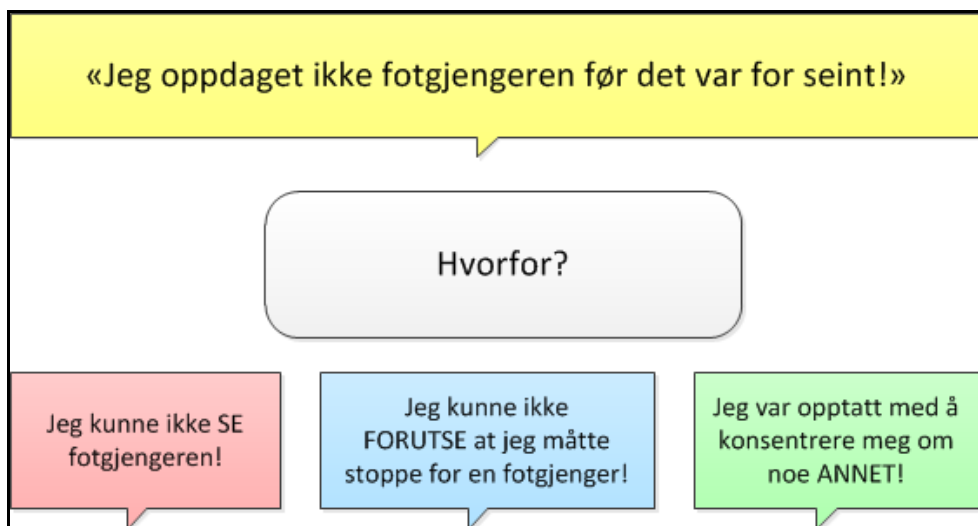 «Jeg oppdaget ikke fotgjengeren før det var for seint!»
Hvorfor?
Jeg kunne ikke SE
fotgjengeren!
Jeg kunne ikke
FORUTSE at jeg måtte
stoppe for en fotgjenger!
Jeg var opptatt med å
konsentrere meg om
noe ANNET!